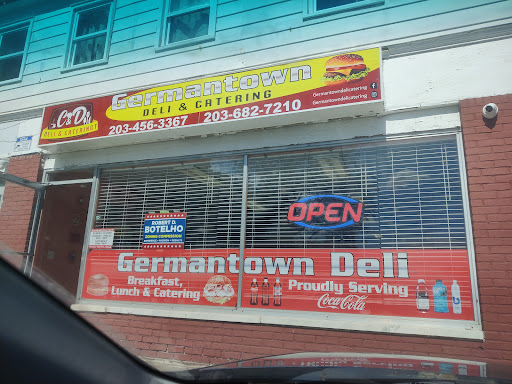 C&D's
DELI & CATERING
Germantown
DELI & CATERING
203-456-3367 203-682-7210
Germantowndelicatering
Germantowndelicatering
OPEN
ROBERT D.
BOTELHO
Germantown Deli
Breakfast,
Lunch & Catering
Proudly Serving
Coca-Cola